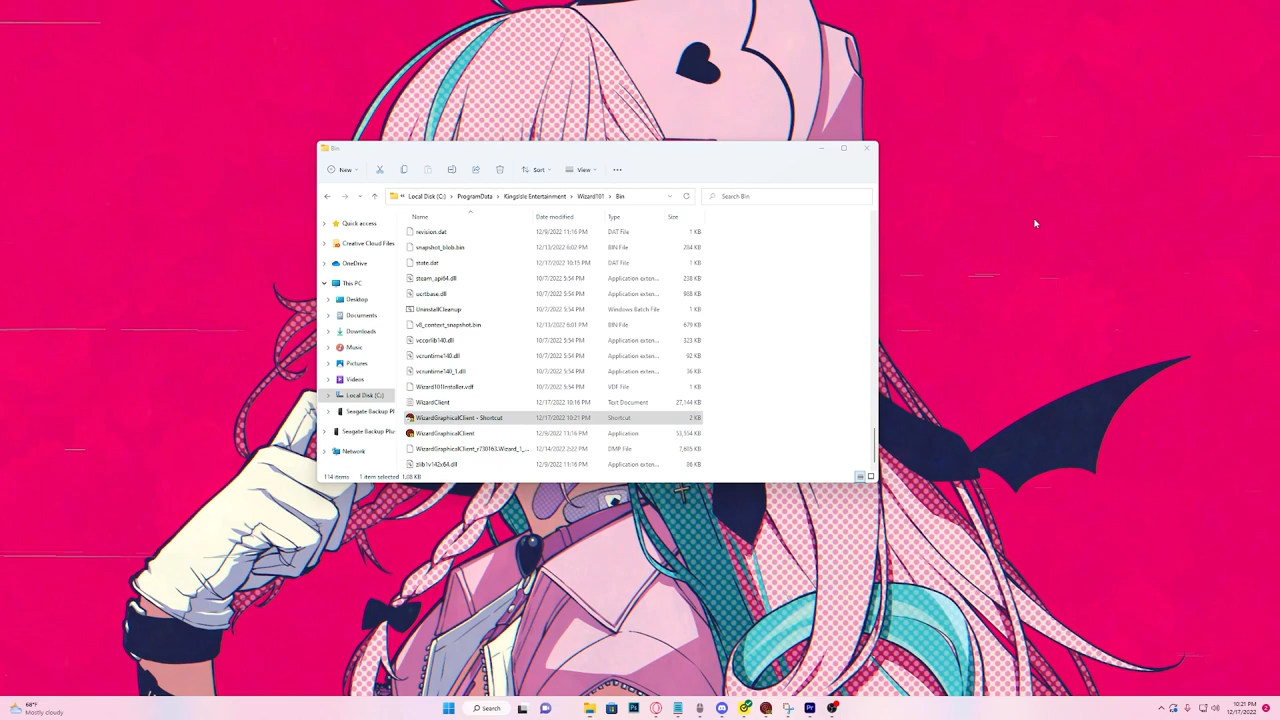 Bin
New
Sort
View
Local Disk (C:) > ProgramData > KingsIsle Entertainment > Wizard101 > Bin
Search Bin
Name Date modified Type Size
Quick access
Creative Cloud Files
OneDrive
This PC
Desktop
Documents
Downloads
Music
Pictures
Videos
Local Disk (C:)
Seagate Backup Pl
Seagate Backup Plu
Network
revision.dat 12/9/2022 11:16 PM DAT File 1 KB
snapshot_blob.bin 12/13/2022 6:02 PM BIN File 284 KB
state.dat 12/17/2022 10:15 PM DAT File 1 KB
steam_api64.dll 10/7/2022 5:54 PM Application exten... 238 KB
ucrtbase.dll 10/7/2022 5:54 PM Application exten... 988 KB
UninstallCleanup 10/7/2022 5:54 PM Windows Batch File 1 KB
v8_context_snapshot.bin 12/13/2022 6:01 PM BIN File 679 KB
vccorlib140.dll 10/7/2022 5:54 PM Application exten... 323 KB
vcruntime140.dll 10/7/2022 5:54 PM Application exten... 92 KB
vcruntime140_1.dll 10/7/2022 5:54 PM Application exten... 36 KB
Wizard101Installer.vdf 10/7/2022 5:54 PM VDF File 1 KB
WizardClient 12/17/2022 10:16 PM Text Document 27,144 KB
WizardGraphicalClient - Shortcut 12/17/2022 10:21 PM Shortcut 2 KB
WizardGraphicalClient 12/9/2022 11:16 PM Application 53,554 KB
WizardGraphicalClient_r730163.Wizard_1_... 12/14/2022 2:22 PM DMP File 7,605 KB
zlib1v142x64.dll 12/9/2022 11:16 PM Application exten... 86 KB
114 items 1 item selected 1.08 KB
68°F
Mostly cloudy
Search
10:21 PM
12/17/2022
2